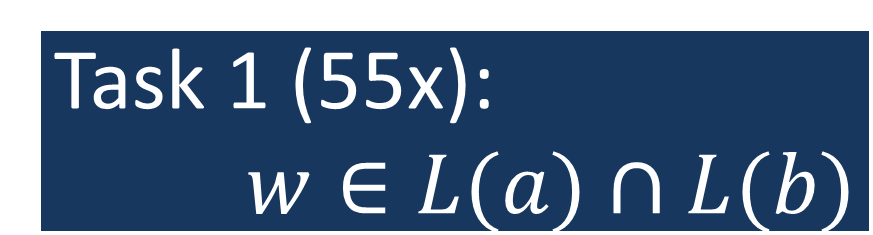 Task 1 (55x):
w ∈ L(a) ∩ L(b)